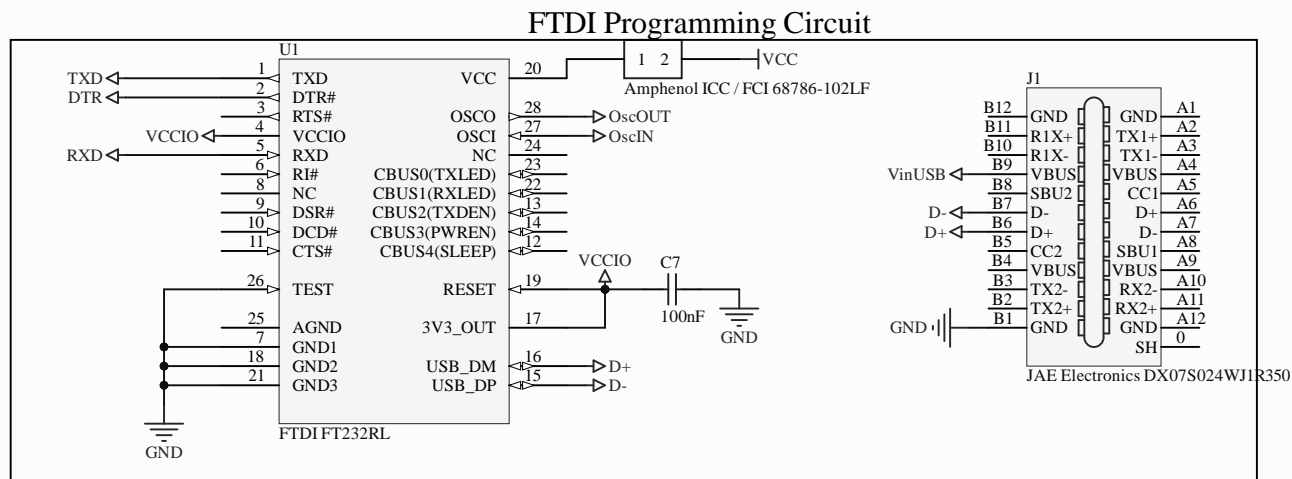 FTDI Programming Circuit
U1
1 TXD
2 DTR#
3 RTS#
4 VCCIO
5 RXD
6 RI#
8 NC
9 DSR#
10 DCD#
11 CTS#
26 TEST
25 AGND
7 GND1
18 GND2
21 GND3
VCC 20
OSCO 28
OSCI 27
NC 24
CBUS0(TXLED) 23
CBUS1(RXLED) 22
CBUS2(TXDEN) 13
CBUS3(PWREN) 14
CBUS4(SLEEP) 12
RESET 19
3V3_OUT 17
USB_DM 16
USB_DP 15
FTDI FT232RL
TXD
DTR
VCCIO
RXD
GND
1 2
VCC
Amphenol ICC / FCI 68786-102LF
OscOUT
OscIN
VCCIO
C7
100nF
GND
D+
D-
J1
B12 GND
B11 R1X+
B10 R1X-
B9 VBUS
B8 SBU2
B7 D-
B6 D+
B5 CC2
B4 VBUS
B3 TX2-
B2 TX2+
B1 GND
GND A1
TX1+ A2
TX1- A3
VBUS A4
CC1 A5
D+ A6
D- A7
SBU1 A8
VBUS A9
RX2- A10
RX2+ A11
GND A12
SH 0
VinUSB
D-
D+
GND
JAE Electronics DX07S024WJ1R350